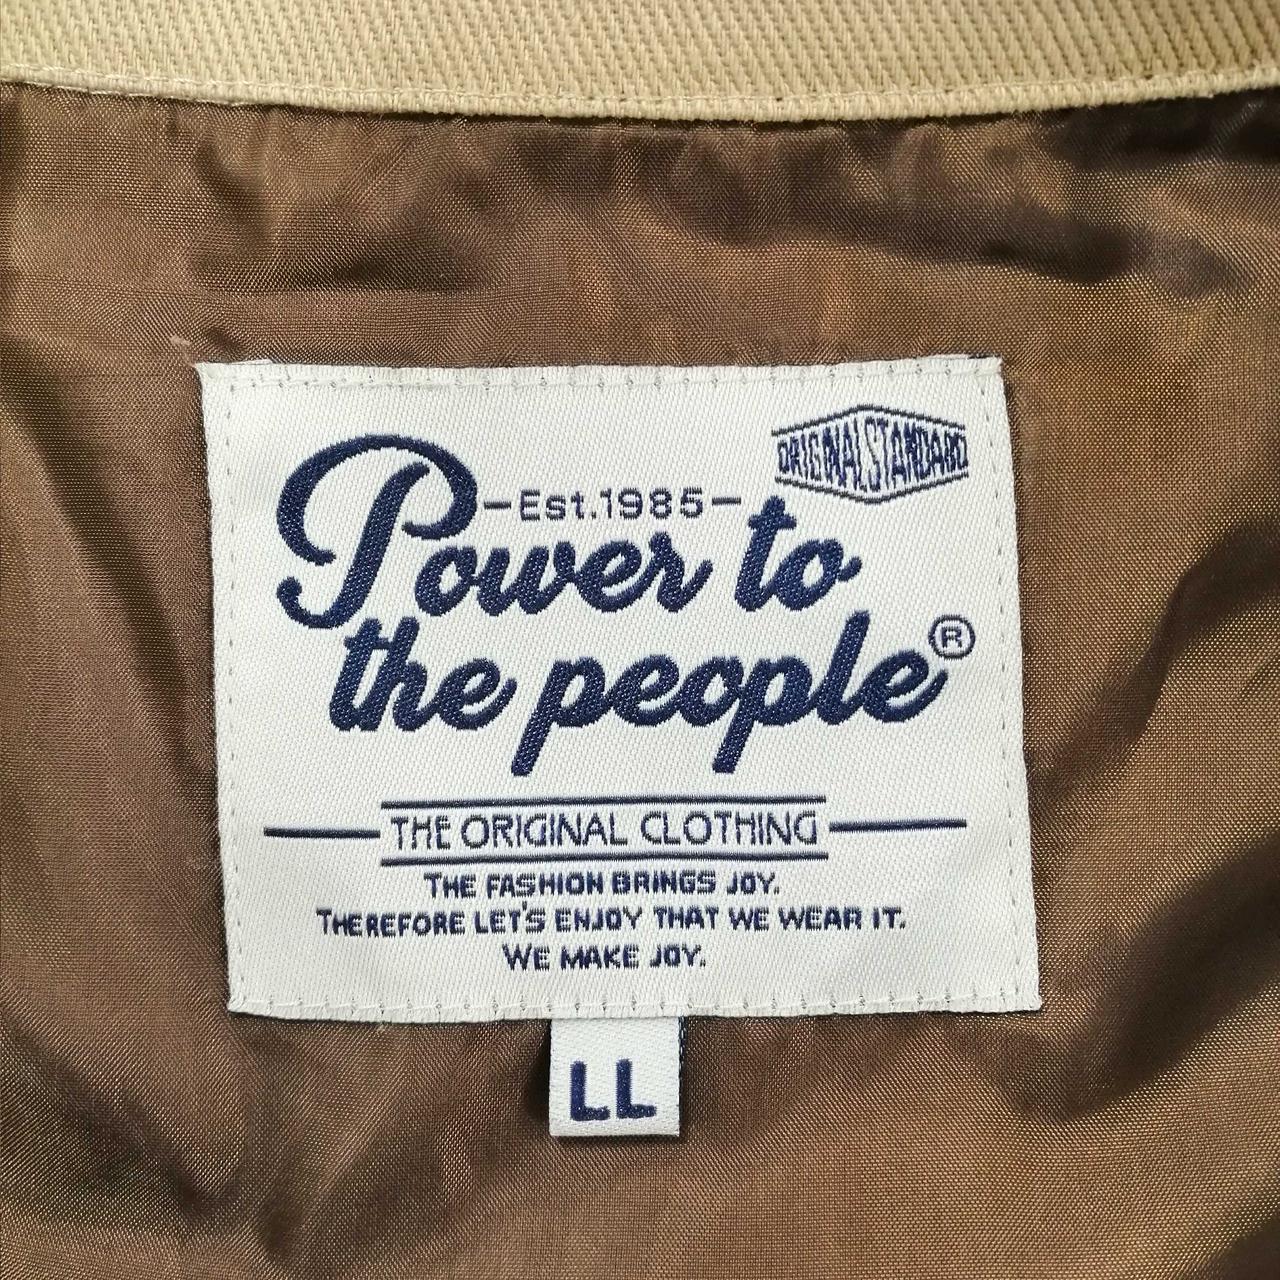 ORIGINAL STANDARD
-Est.1985-
Power to
the people®
THE ORIGINAL CLOTHING
THE FASHION BRINGS JOY.
THEREFORE LET'S ENJOY THAT WE WEAR IT.
WE MAKE JOY.
LL